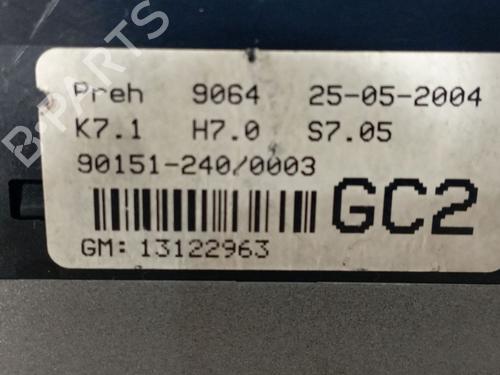 B-PARTS
Preh 9064 25-05-2004
K7.1 H7.0 S7.05
90151-240/0003
GC2
GM: 13122963